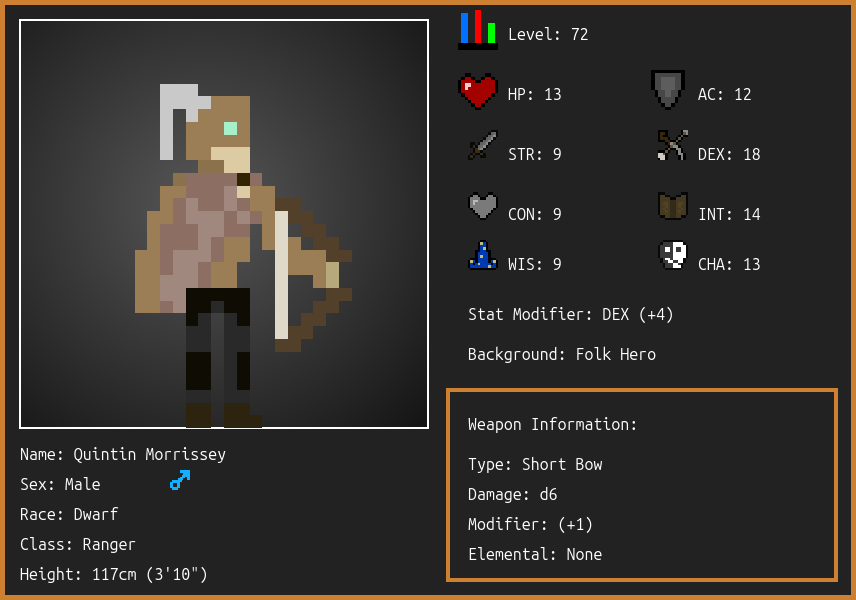 Level: 72
HP: 13
AC: 12
STR: 9
DEX: 18
CON: 9
INT: 14
WIS: 9
CHA: 13
Stat Modifier: DEX (+4)
Background: Folk Hero
Weapon Information:
Type: Short Bow
Damage: d6
Modifier: (+1)
Elemental: None
Name: Quintin Morrissey
Sex: Male
Race: Dwarf
Class: Ranger
Height: 117cm (3'10")